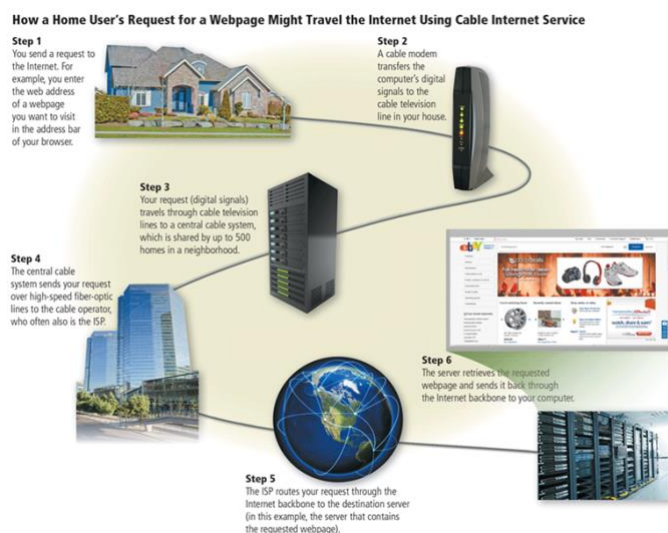 How a Home User's Request for a Webpage Might Travel the Internet Using Cable Internet Service
Step 1
You send a request to
the Internet. For
example, you enter
the web address
of a webpage
you want to visit
in the address bar
of your browser.
Step 2
A cable modem
transfers the
computer's digital
signals to the
cable television
line in your house.
Step 3
Your request (digital signals)
travels through cable television
lines to a central cable system,
which is shared by up to 500
homes in a neighborhood.
Step 4
The central cable
system sends your request
over high-speed fiber-optic
lines to the cable operator,
who often also is the ISP.
ebay
Step 6
The server retrieves the requested
webpage and sends it back through
the Internet backbone to your computer.
Step 5
The ISP routes your request through the
Internet backbone to the destination server
(in this example, the server that contains
the requested webpage).